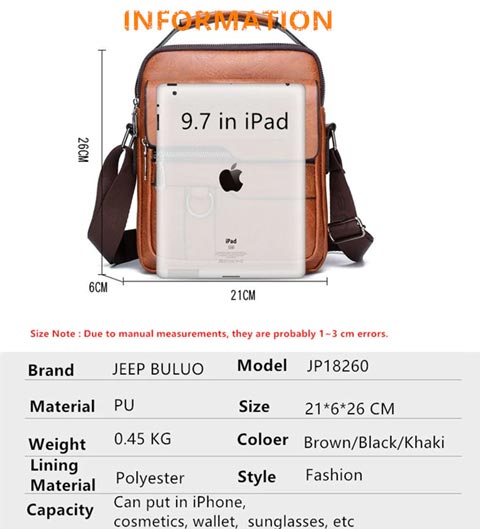 INFORMATION
9.7 in iPad
26CM
iPad
6CM
21CM
Size Note : Due to manual measurements, they are probably 1~3 cm errors.
Brand JEEP BULUO Model JP18260
Material PU Size 21*6*26 CM
Weight 0.45 KG Coloer Brown/Black/Khaki
Lining
Material Polyester Style Fashion
Capacity Can put in iPhone,
cosmetics, wallet, sunglasses, etc